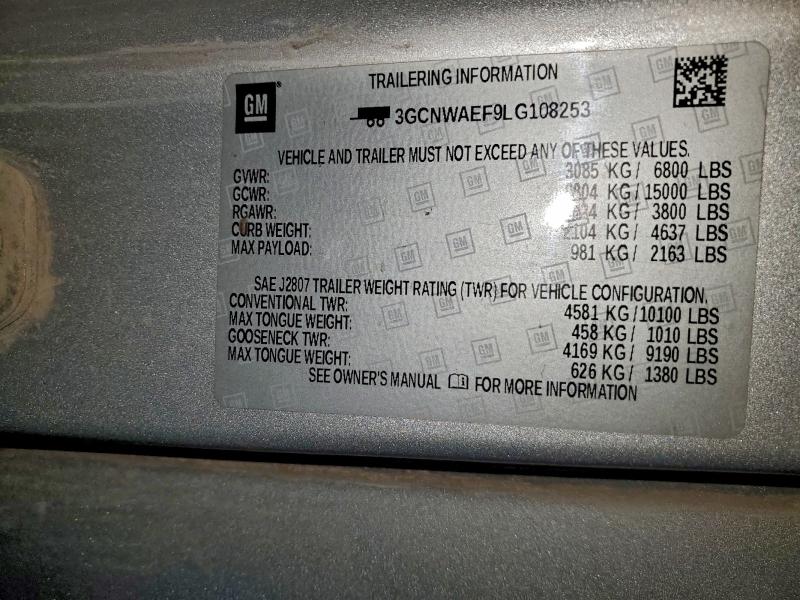 GM
TRAILERING INFORMATION
3GCNWAEF9LG108253
VEHICLE AND TRAILER MUST NOT EXCEED ANY OF THESE VALUES.
GVWR: 3085 KG/ 6800 LBS
GCWR: KG/ 15000 LBS
RGAWR: KG/ 3800 LBS
CURB WEIGHT: 2104 KG/ 4637 LBS
MAX PAYLOAD: 981 KG/ 2163 LBS
SAE J2807 TRAILER WEIGHT RATING (TWR) FOR VEHICLE CONFIGURATION.
CONVENTIONAL TWR: 4581 KG/10100 LBS
MAX TONGUE WEIGHT: 458 KG/ 1010 LBS
GOOSENECK TWR: 4169 KG/ 9190 LBS
MAX TONGUE WEIGHT: 626 KG/ 1380 LBS
SEE OWNER'S MANUAL FOR MORE INFORMATION